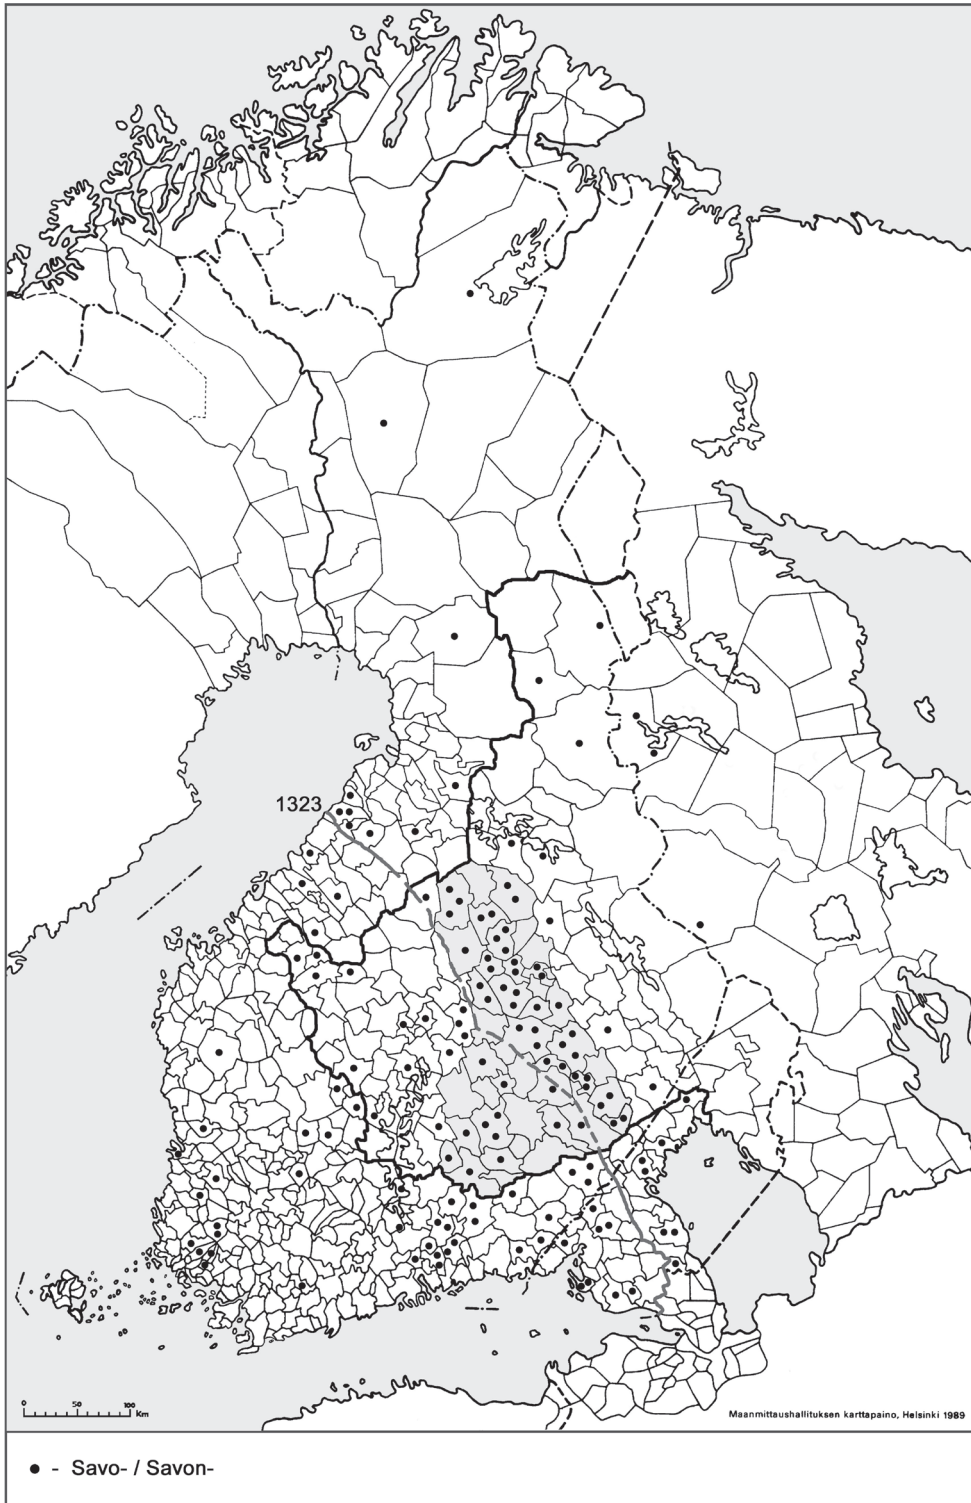 1323
0 50 100 Km
Maanmittaushallituksen karttapaino, Helsinki 1989
● - Savo- / Savon-